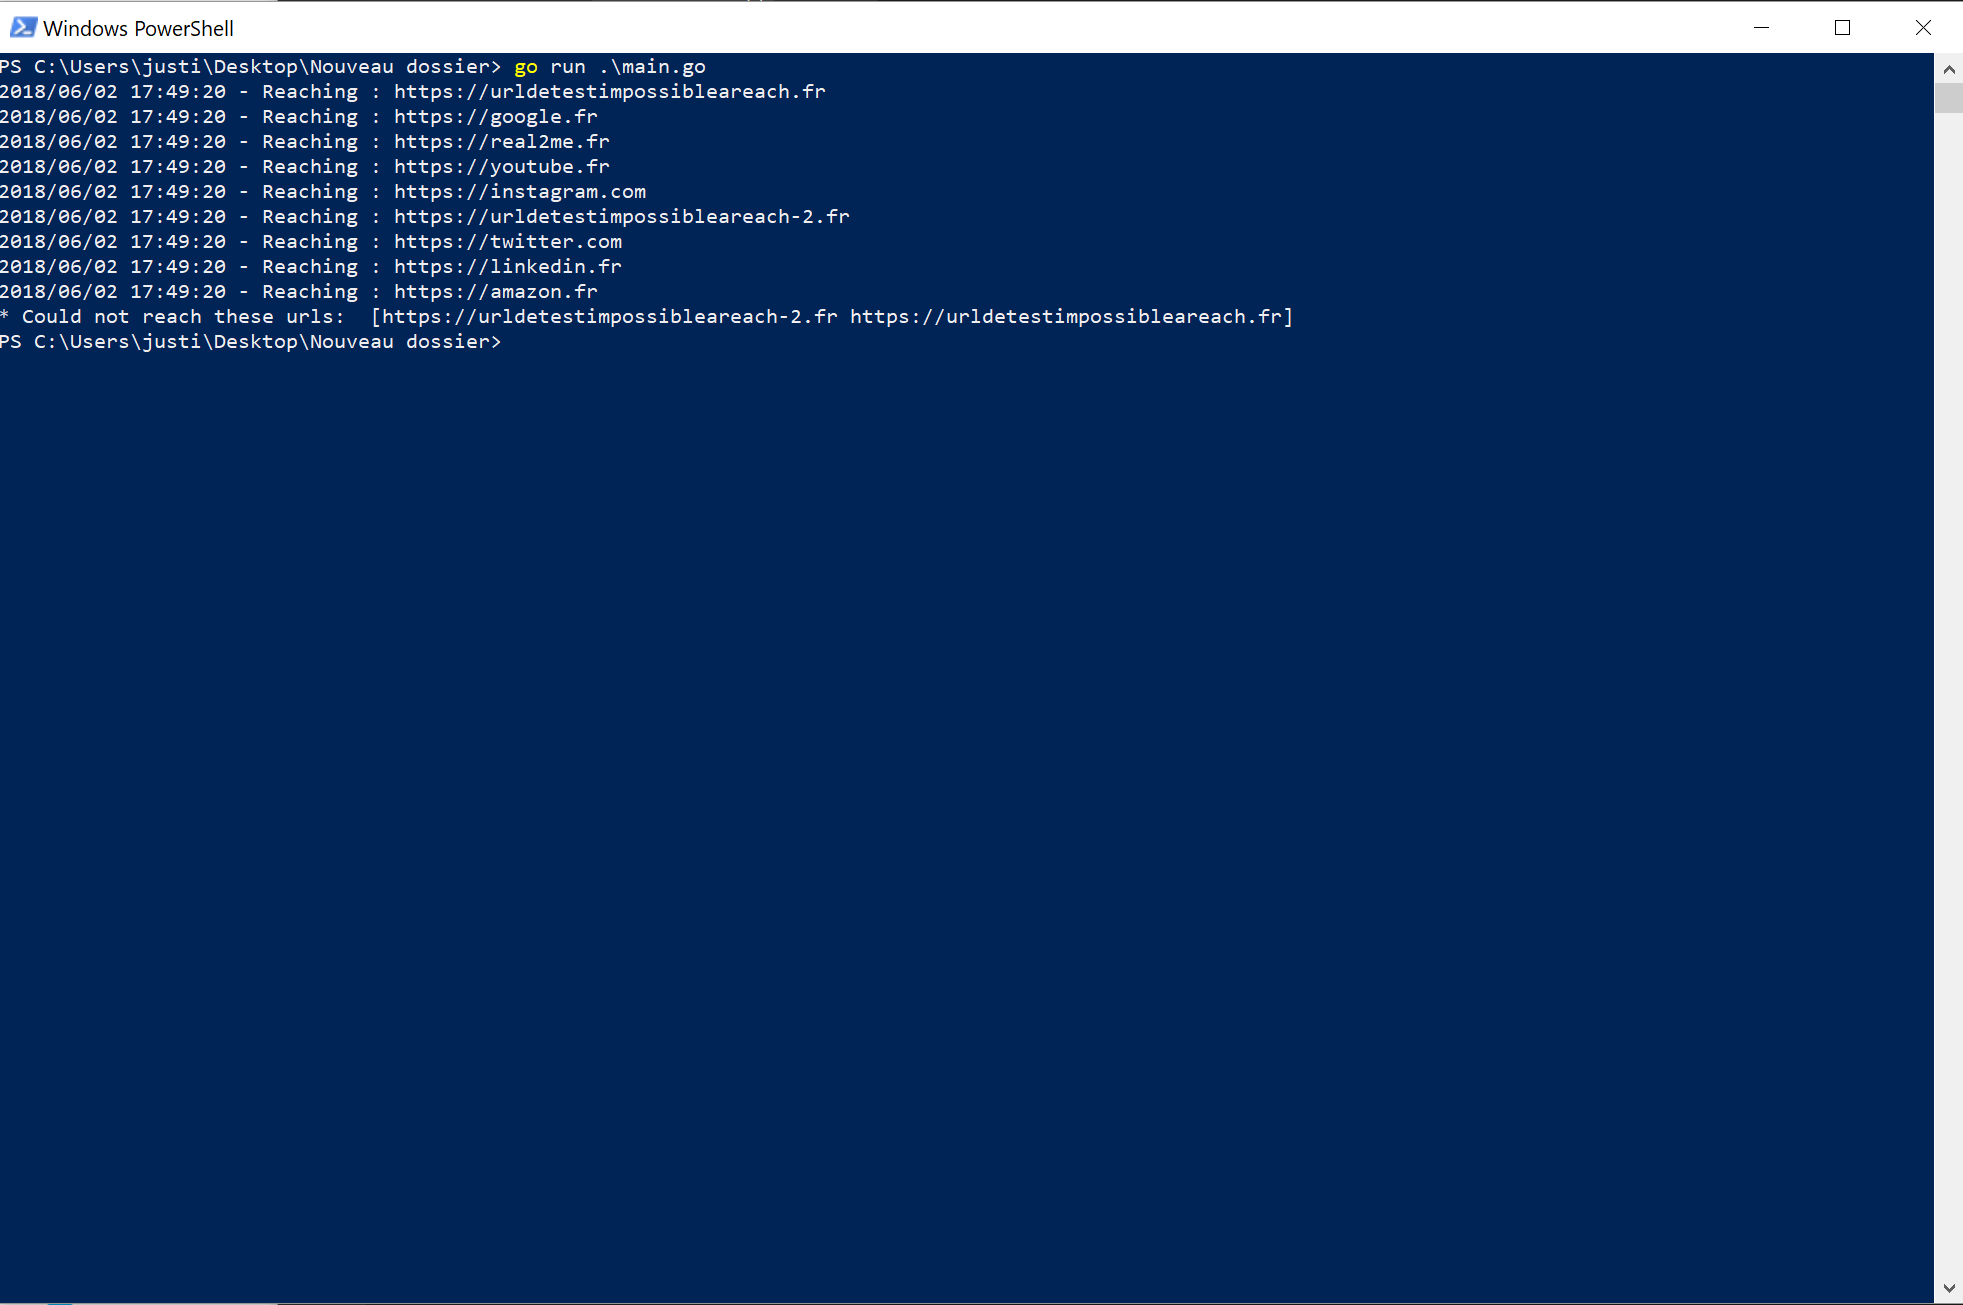 Windows PowerShell
PS C:\Users\justi\Desktop\Nouveau dossier> go run .\main.go
2018/06/02 17:49:20 - Reaching : https://urldetestimpossibleareach.fr
2018/06/02 17:49:20 - Reaching : https://google.fr
2018/06/02 17:49:20 - Reaching : https://real2me.fr
2018/06/02 17:49:20 - Reaching : https://youtube.fr
2018/06/02 17:49:20 - Reaching : https://instagram.com
2018/06/02 17:49:20 - Reaching : https://urldetestimpossibleareach-2.fr
2018/06/02 17:49:20 - Reaching : https://twitter.com
2018/06/02 17:49:20 - Reaching : https://linkedin.fr
2018/06/02 17:49:20 - Reaching : https://amazon.fr
* Could not reach these urls:  [https://urldetestimpossibleareach-2.fr https://urldetestimpossibleareach.fr]
PS C:\Users\justi\Desktop\Nouveau dossier>